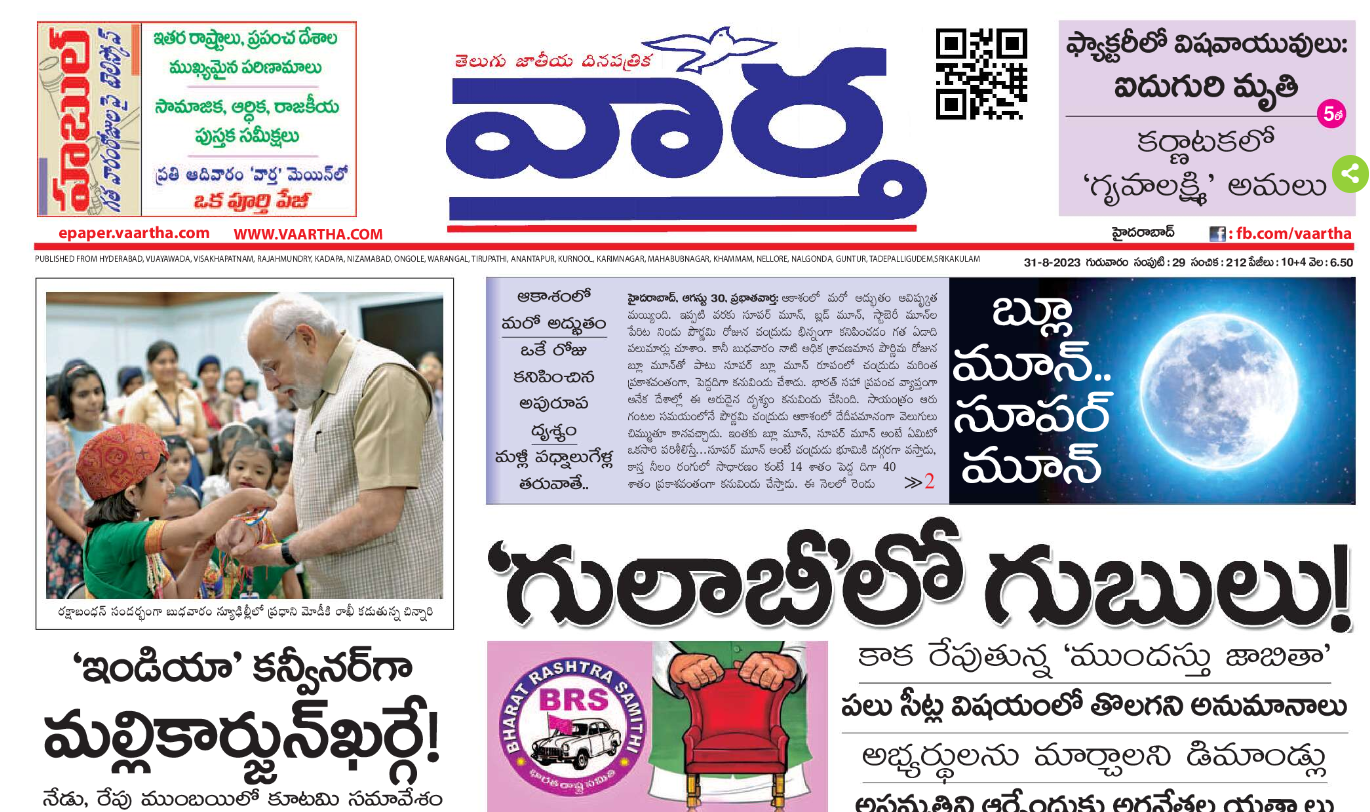 హబుల్
గత వారంరోజులపై టెలిస్కోప్
ఇతర రాష్ట్రాలు, ప్రపంచ దేశాల
ముఖ్యమైన పరిణామాలు
సామాజిక, ఆర్థిక, రాజకీయ
పుస్తక సమీక్షలు
ప్రతి ఆదివారం 'వార్త' మెయిన్‌లో
ఒక పూర్తి పేజీ
epaper.vaartha.com WWW.VAARTHA.COM
తెలుగు జాతీయ దినపత్రిక
వార్త
ఫ్యాక్టరీలో విషవాయువులు:
ఐదుగురి మృతి
5లో
కర్ణాటకలో
'గృహలక్ష్మి' అమలు
హైదరాబాద్ f : fb.com/vaartha
PUBLISHED FROM HYDERABAD, VIJAYAWADA, VISAKHAPATNAM, RAJAHMUNDRY, KADAPA, NIZAMABAD, ONGOLE, WARANGAL, TIRUPATHI, ANANTAPUR, KURNOOL, KARIMNAGAR, MAHABUBNAGAR, KHAMMAM, NELLORE, NALGONDA, GUNTUR, TADEPALLIGUDEM,SRIKAKULAM
31-8-2023 గురువారం సంపుటి : 29 సంచిక : 212 పేజీలు : 10+4 వెల : 6.50
రక్షాబంధన్ సందర్భంగా బుధవారం న్యూఢిల్లీలో ప్రధాని మోడీకి రాఖీ కడుతున్న చిన్నారి
'ఇండియా' కన్వీనర్‌గా
మల్లికార్జున్‌ఖర్గే!
నేడు, రేపు ముంబయిలో కూటమి సమావేశం
ఆకాశంలో
మరో అద్భుతం
ఒకే రోజు
కనిపించిన
అపురూప
దృశ్యం
మళ్లీ పధ్నాలుగేళ్ల
తరువాతే..
హైదరాబాద్, ఆగస్టు 30, ప్రభాతవార్త: ఆకాశంలో మరో అద్భుతం ఆవిష్కృత
మయ్యింది. ఇప్పటి వరకు సూపర్ మూన్, బ్లడ్ మూన్, స్ట్రాబెరీ మూన్‌ల
పేరిట నిండు పౌర్ణమి రోజున చంద్రుడు భిన్నంగా కనిపించడం గత ఏడాది
పలుమార్లు చూశాం. కానీ బుధవారం నాటి అధిక శ్రావణమాస పౌర్ణిమ రోజున
బ్లూ మూన్‌తో పాటు సూపర్ బ్లూ మూన్ రూపంలో చంద్రుడు మరింత
ప్రకాశవంతంగా, పెద్దదిగా కనువిందు చేశాడు. భారత్ సహా ప్రపంచ వ్యాప్తంగా
అనేక దేశాల్లో ఈ అరుదైన దృశ్యం కనువిందు చేసింది. సాయంత్రం ఆరు
గంటల సమయంలోనే పౌర్ణమి చంద్రుడు ఆకాశంలో దేదీపమానంగా వెలుగులు
చిమ్ముతూ కానవచ్చాడు. ఇంతకు బ్లూ మూన్, సూపర్ మూన్ అంటే ఏమిటో
ఒకసారి పరిశీలిస్తే...సూపర్ మూన్ అంటే చంద్రుడు భూమికి దగ్గరగా వస్తాడు,
కాస్త నీలం రంగులో సాధారణం కంటే 14 శాతం పెద్ద దిగా 40
శాతం ప్రకాశవంతంగా కనువిందు చేస్తాడు. ఈ నెలలో రెండు
≫2
బ్లూ
మూన్..
సూపర్
మూన్
'గులాబీ'లో గుబులు!
BHARAT RASHTRA SAMITHI
BRS
భారత రాష్ట్ర సమితి
కాక రేపుతున్న 'ముందస్తు జాబితా'
పలు సీట్ల విషయంలో తొలగని అనుమానాలు
అభ్యర్థులను మార్చాలని డిమాండ్లు